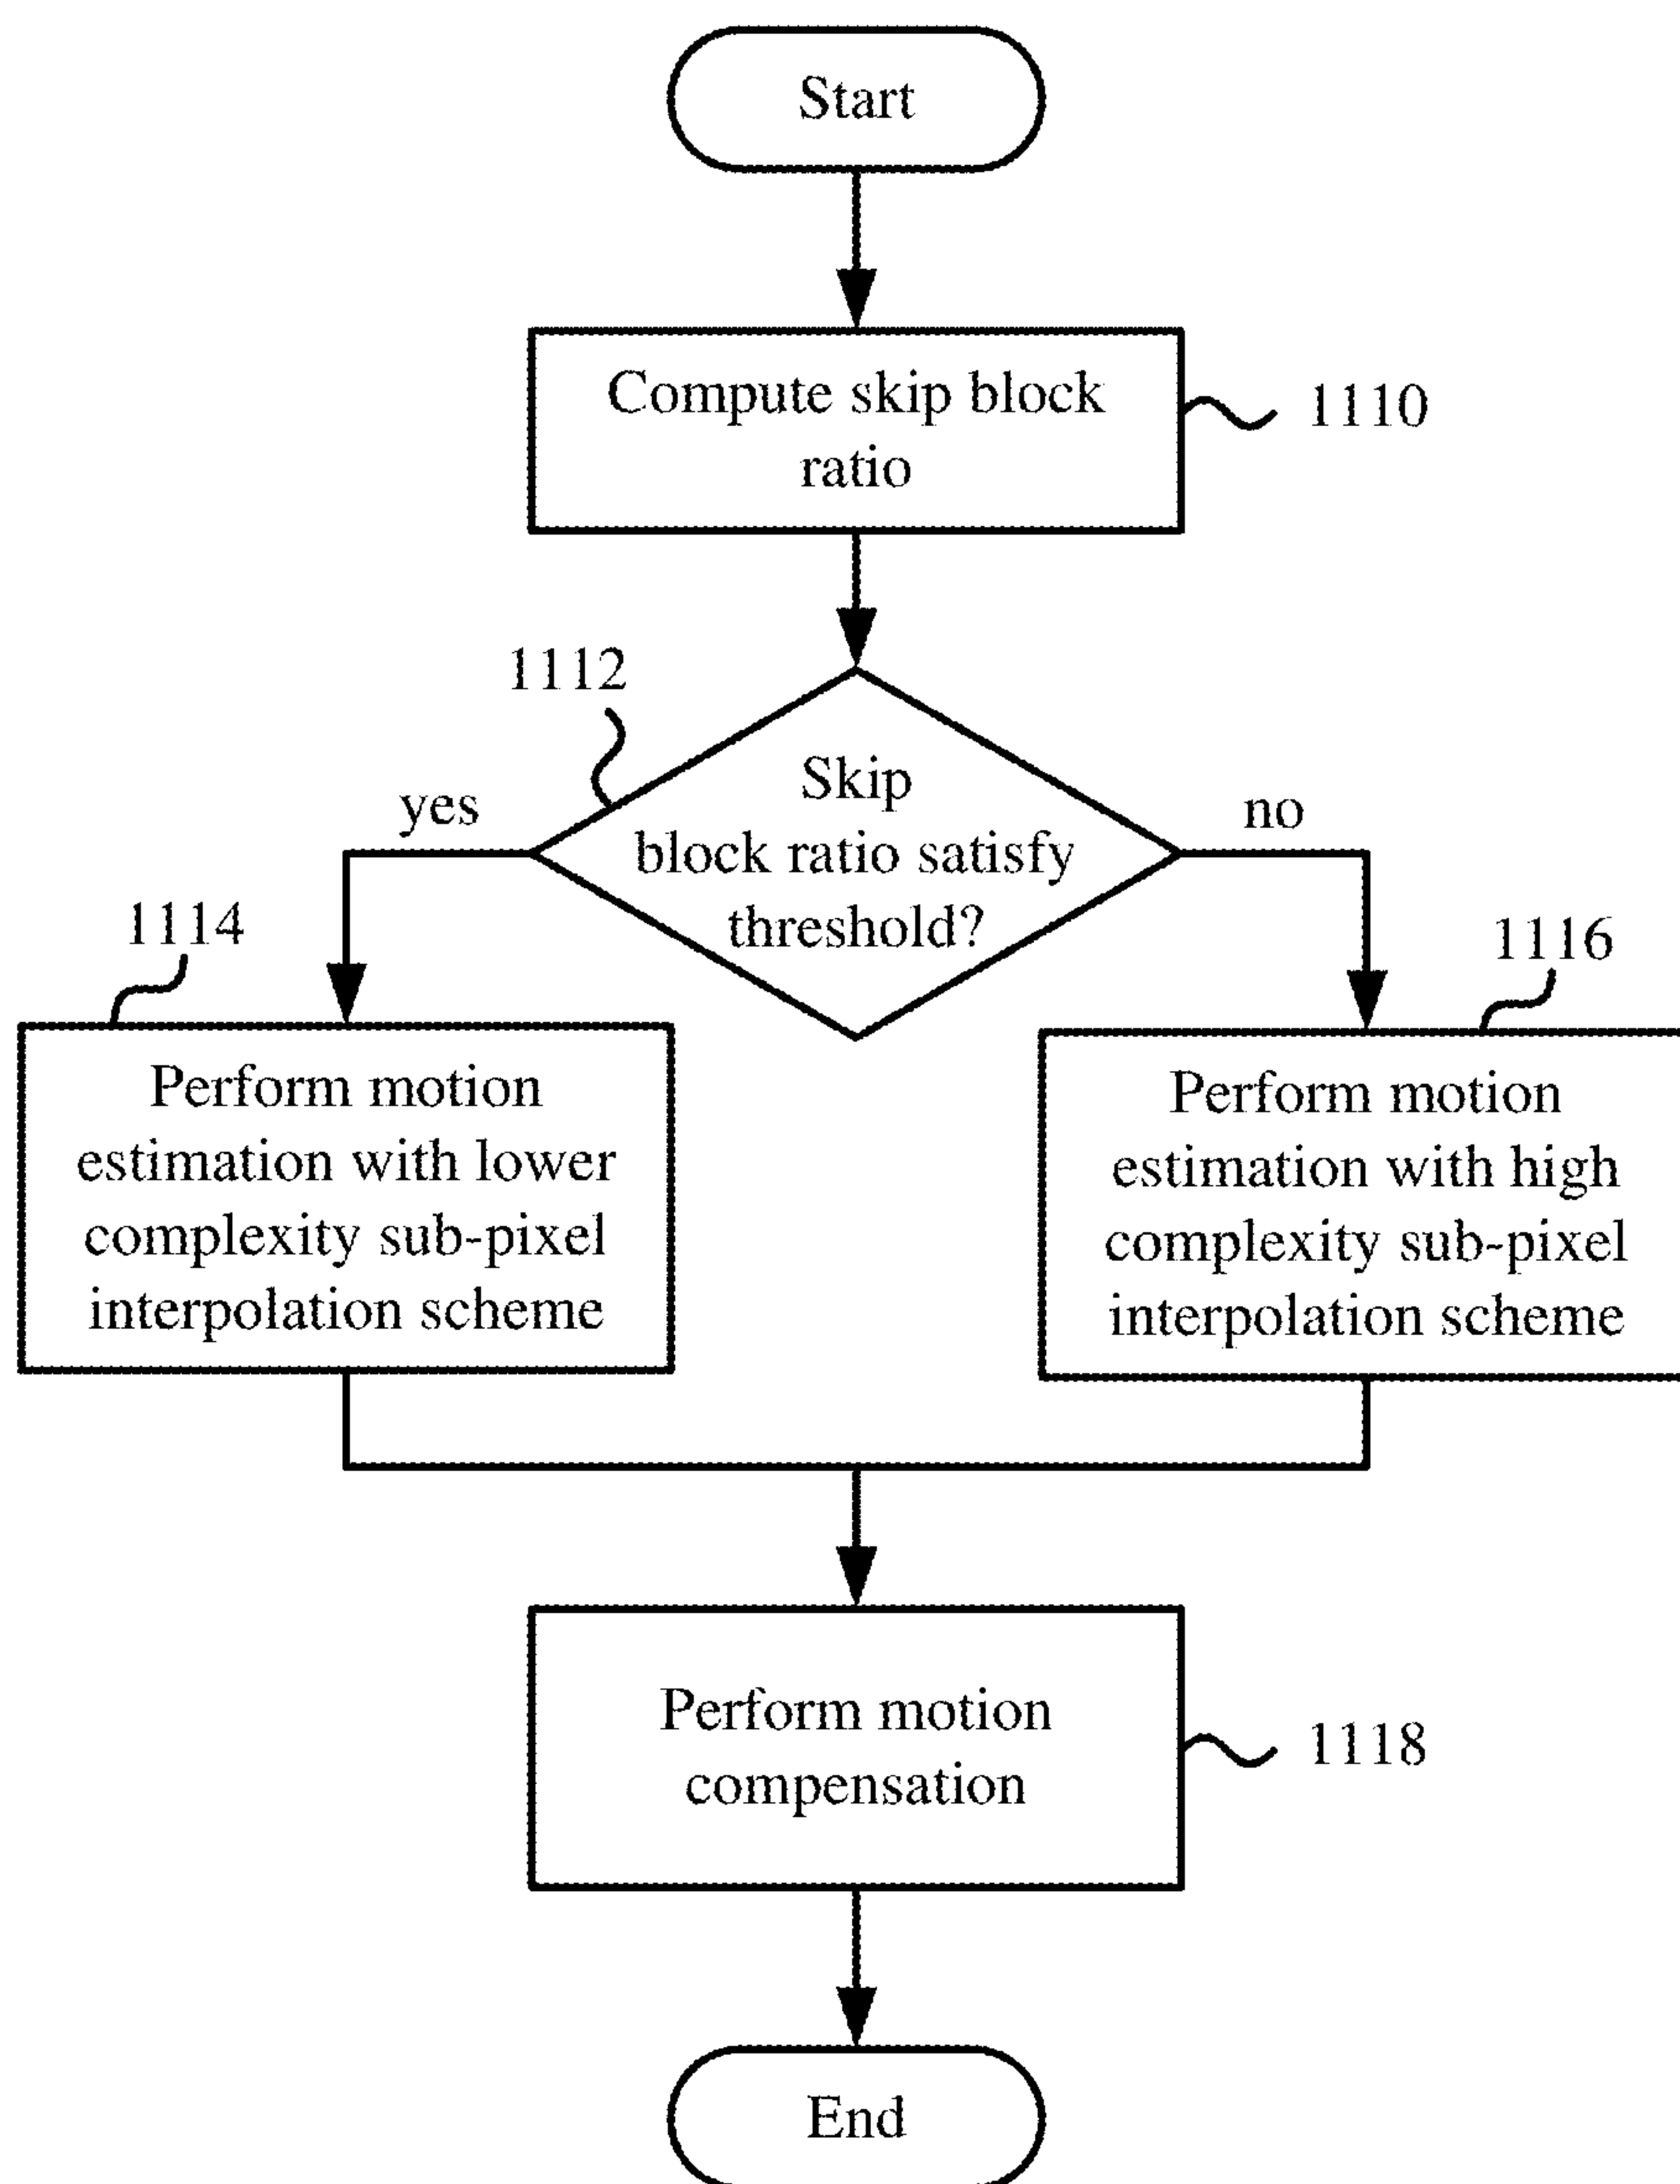 Start
Compute skip block
ratio
1110
1112
Skip
block ratio satisfy
threshold?
yes
no
1114
Perform motion
estimation with lower
complexity sub-pixel
interpolation scheme
1116
Perform motion
estimation with high
complexity sub-pixel
interpolation scheme
Perform motion
compensation
1118
End